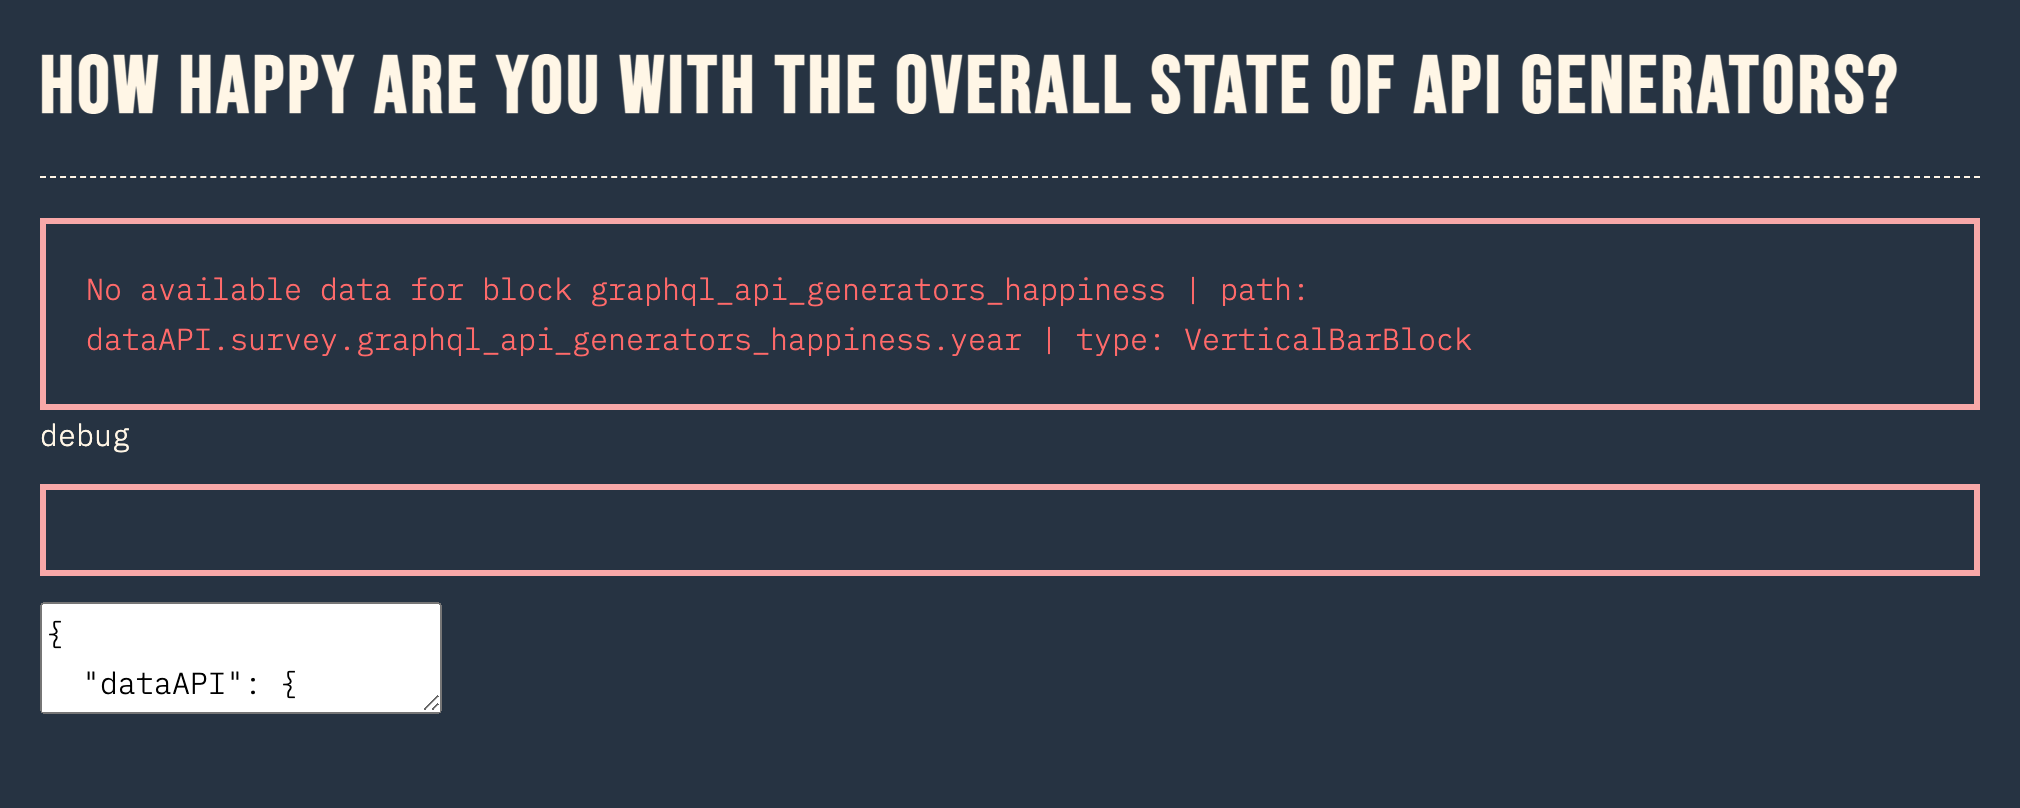 HOW HAPPY ARE YOU WITH THE OVERALL STATE OF API GENERATORS?
No available data for block graphql_api_generators_happiness | path:
dataAPI.survey.graphql_api_generators_happiness.year | type: VerticalBarBlock
debug
{
"dataAPI": {